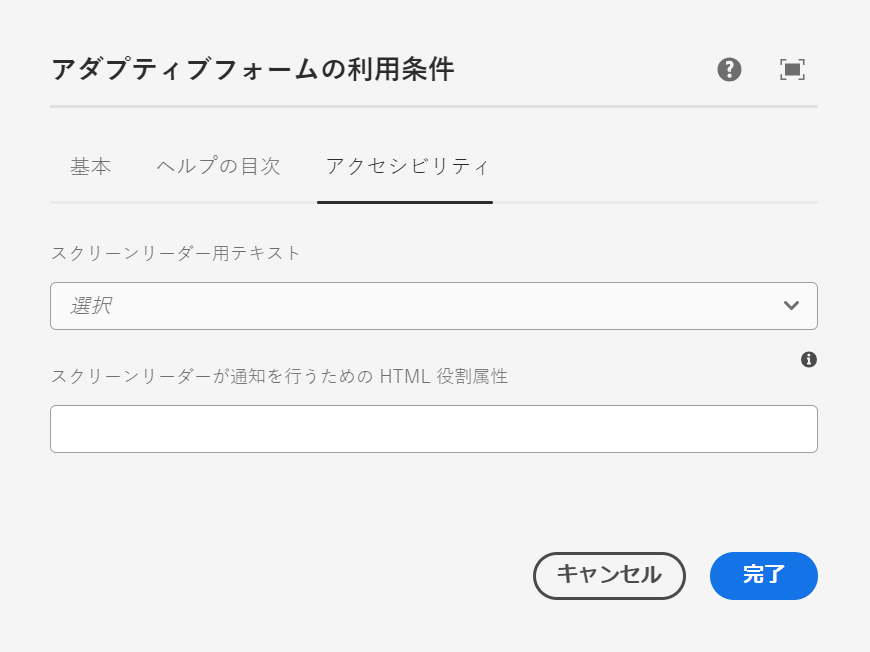 アダプティブフォームの利用条件
基本 ヘルプの目次 アクセシビリティ
スクリーンリーダー用テキスト
選択
スクリーンリーダーが通知を行うための HTML 役割属性
キャンセル 完了